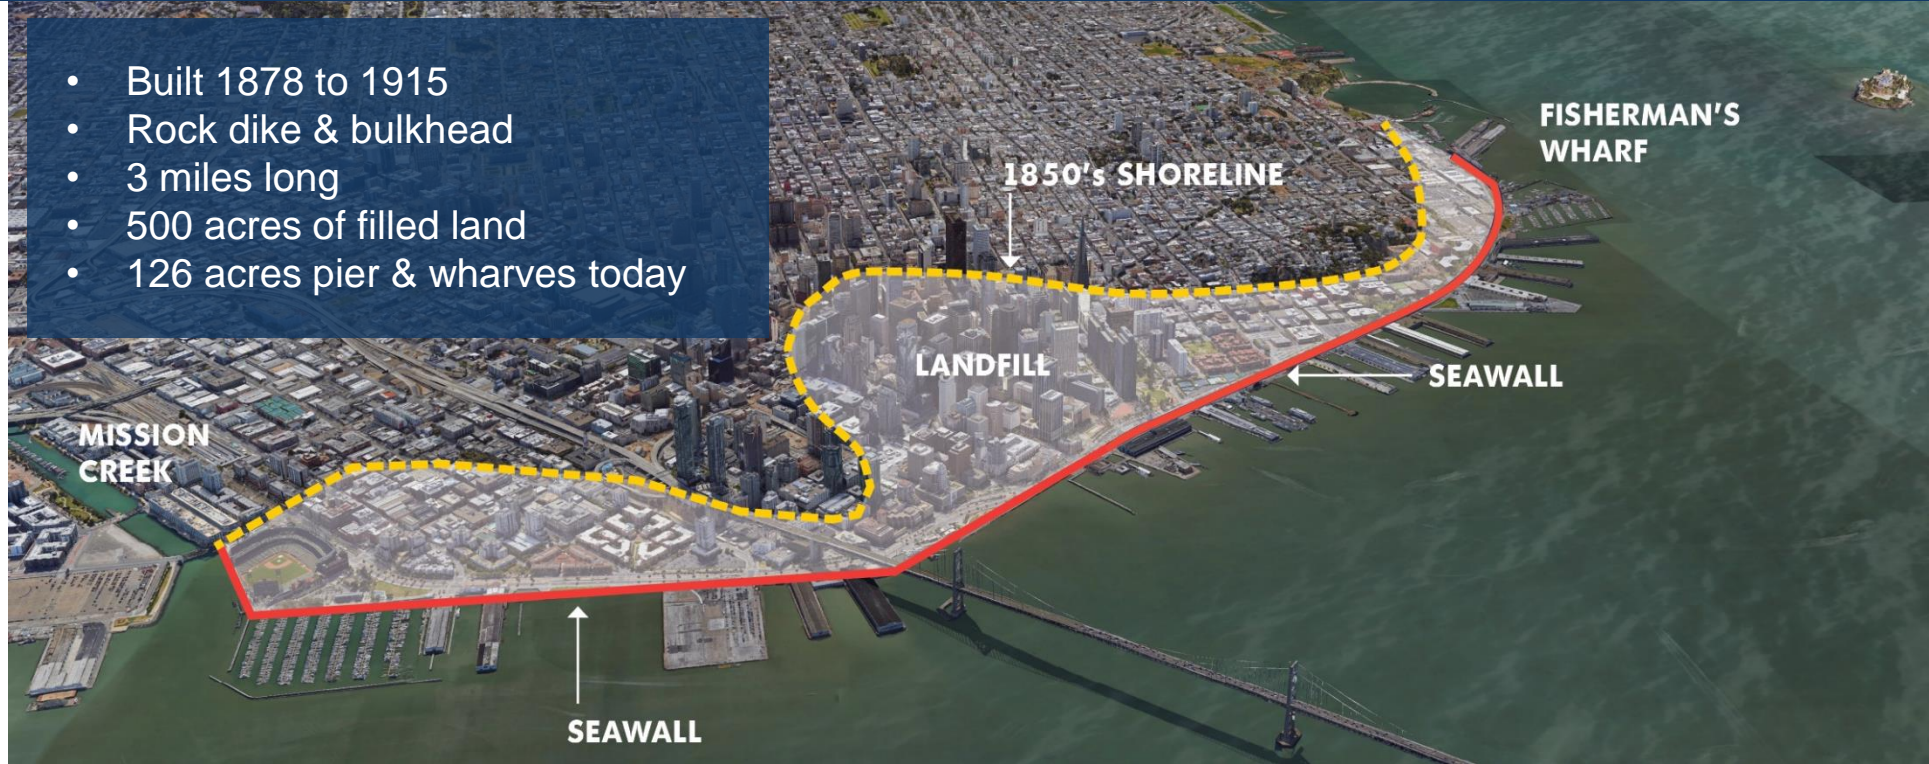 • Built 1878 to 1915
• Rock dike & bulkhead
• 3 miles long
• 500 acres of filled land
• 126 acres pier & wharves today
FISHERMAN'S
WHARF
1850's SHORELINE
LANDFILL
SEAWALL
MISSION
CREEK
SEAWALL